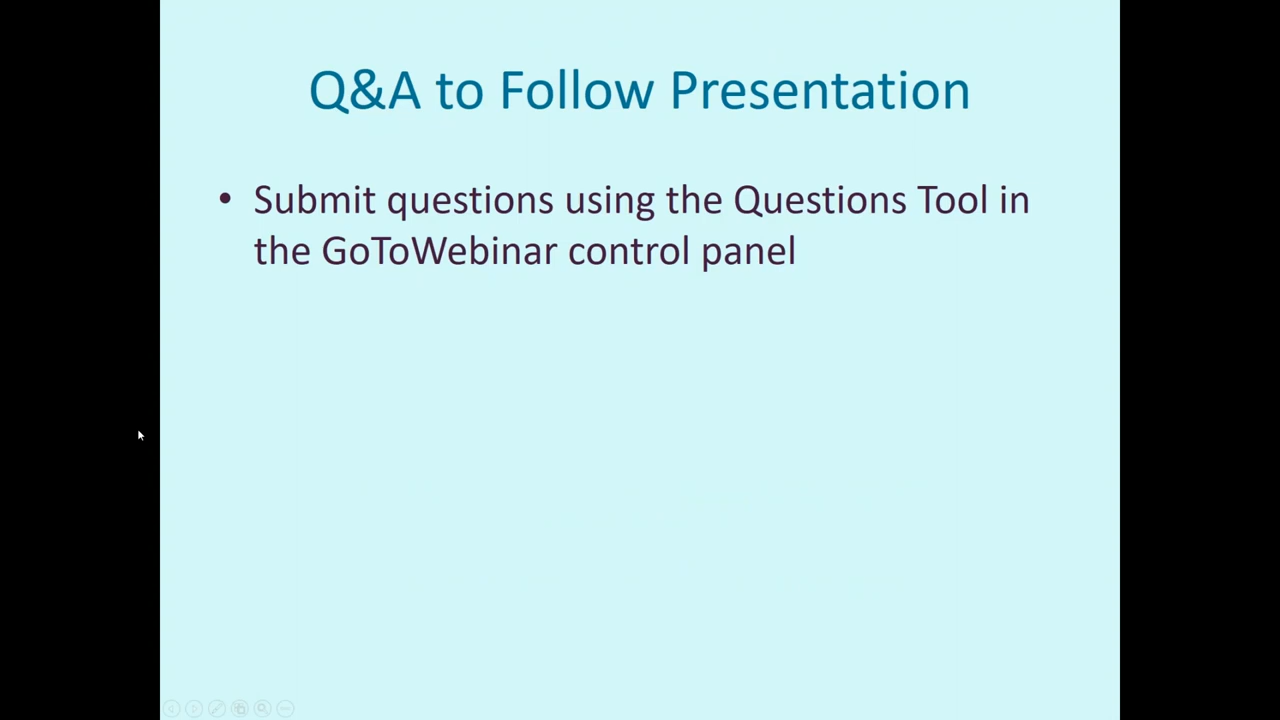 Q&A to Follow Presentation
• Submit questions using the Questions Tool in
the GoToWebinar control panel